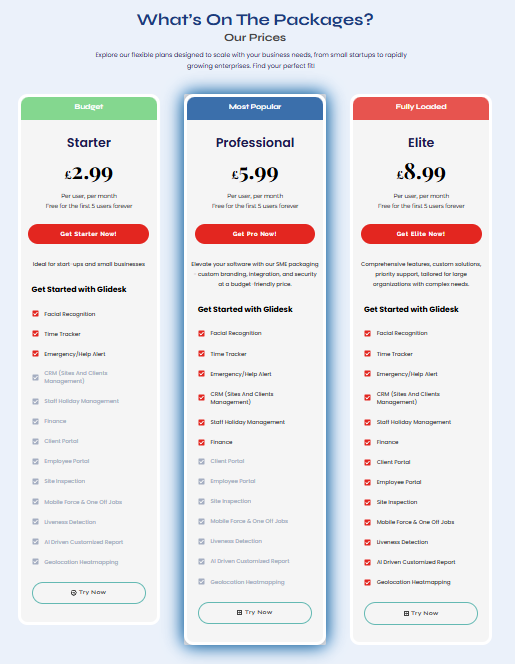 What's On The Packages?
Our Prices
Explore our flexible plans designed to scale with your business needs, from small startups to rapidly
growing enterprises. Find your perfect fit!
Budget
Starter
£2.99
Per user, per month
Free for the first 5 users forever
Get Starter Now!
Ideal for start-ups and small businesses
Get Started with Glidesk
Facial Recognition
Time Tracker
Emergency/Help Alert
CRM (Sites And Clients
Management)
Staff Holiday Management
Finance
Client Portal
Employee Portal
Site Inspection
Mobile Force & One Off Jobs
Liveness Detection
AI Driven Customized Report
Geolocation Heatmapping
Try Now
Most Popular
Professional
£5.99
Per user, per month
Free for the first 5 users forever
Get Pro Now!
Elevate your software with our SME packaging
- custom branding, integration, and security
at a budget-friendly price.
Get Started with Glidesk
Facial Recognition
Time Tracker
Emergency/Help Alert
CRM (Sites And Clients
Management)
Staff Holiday Management
Finance
Client Portal
Employee Portal
Site Inspection
Mobile Force & One Off Jobs
Liveness Detection
AI Driven Customized Report
Geolocation Heatmapping
Try Now
Fully Loaded
Elite
£8.99
Per user, per month
Free for the first 5 users forever
Get Elite Now!
Comprehensive features, custom solutions,
priority support, tailored for large
organizations with complex needs.
Get Started with Glidesk
Facial Recognition
Time Tracker
Emergency/Help Alert
CRM (Sites And Clients
Management)
Staff Holiday Management
Finance
Client Portal
Employee Portal
Site Inspection
Mobile Force & One Off Jobs
Liveness Detection
AI Driven Customized Report
Geolocation Heatmapping
Try Now